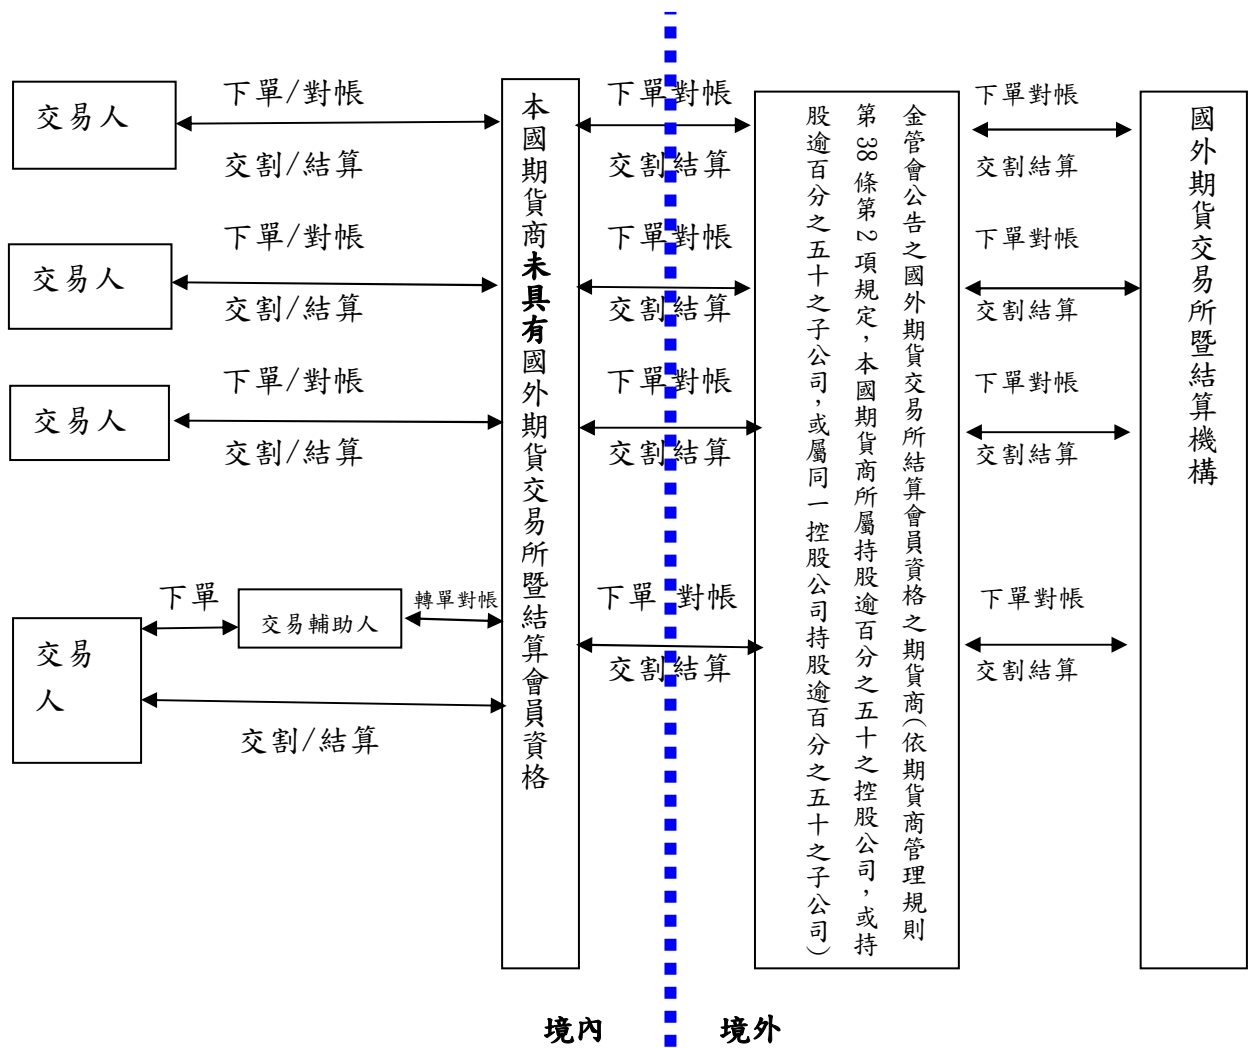 下單/對帳
交易人
交割/結算
下單/對帳
交易人
交割/結算
下單/對帳
交易人
交割/結算
下單
交易輔助人
轉單對帳
交易
人
交割/結算
本國期貨商未具有國外期貨交易所暨結算會員資格
下單對帳
交割結算
下單對帳
交割結算
下單對帳
交割結算
下單 對帳
交割結算
金管會公告之國外期貨交易所結算會員資格之期貨商(依期貨商管理規則
第 38 條第 2 項規定,本國期貨商所屬持股逾百分之五十之控股公司,或持
股逾百分之五十之子公司,或屬同一控股公司持股逾百分之五十之子公司)
下單對帳
交割結算
下單對帳
交割結算
下單對帳
交割結算
下單對帳
交割結算
國外期貨交易所暨結算機構
境內
境外